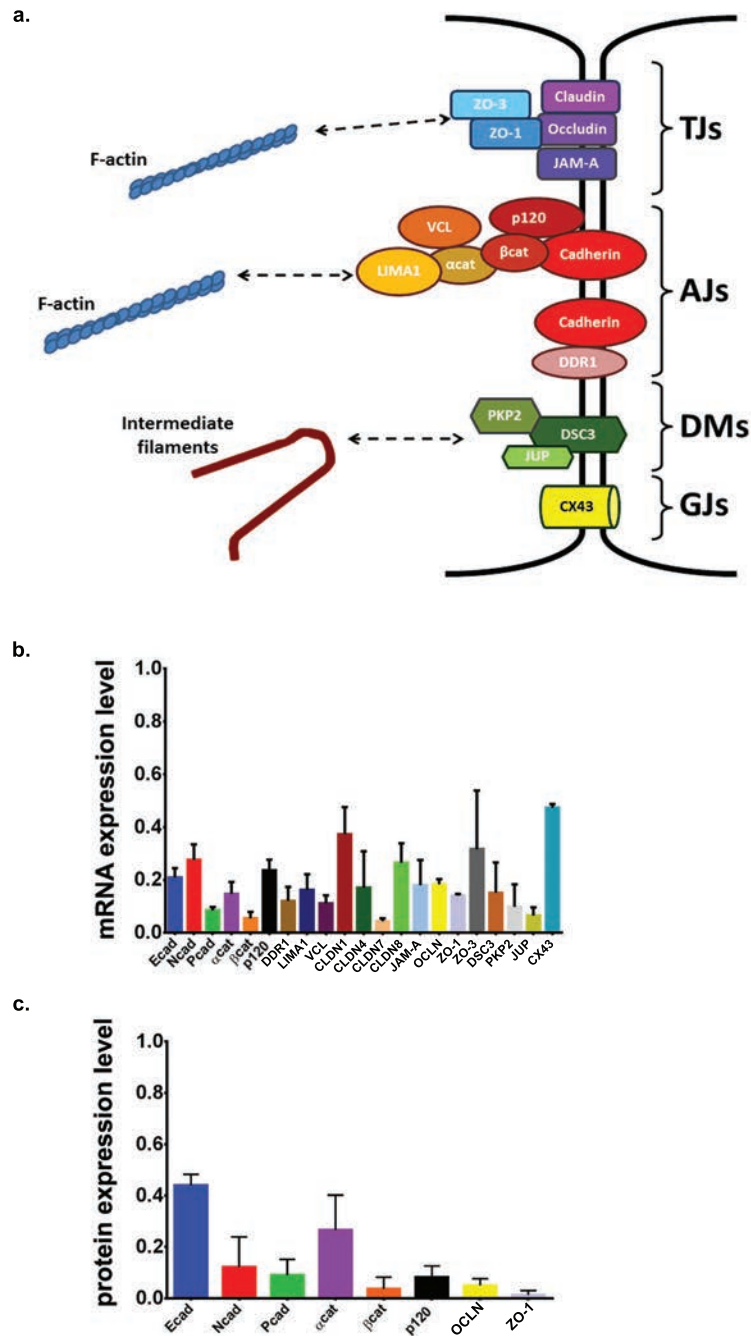 a.
ZO-3
Claudin
ZO-1
Occludin
JAM-A
TJs
F-actin
VCL
p120
LIMA1
αcat
βcat
Cadherin
AJs
F-actin
Cadherin
DDR1
Intermediate
filaments
PKP2
DSC3
JUP
DMs
CX43
GJs
b.
mRNA expression level
1.0
0.8
0.6
0.4
0.2
0.0
Ecad
Ncad
Pcad
αcat
βcat
p120
DDR1
LIMA1
VCL
CLDN1
CLDN4
CLDN7
CLDN8
JAM-A
OCLN
ZO-1
ZO-3
DSC3
PKP2
JUP
CX43
c.
protein expression level
1.0
0.8
0.6
0.4
0.2
0.0
Ecad
Ncad
Pcad
αcat
βcat
p120
OCLN
ZO-1